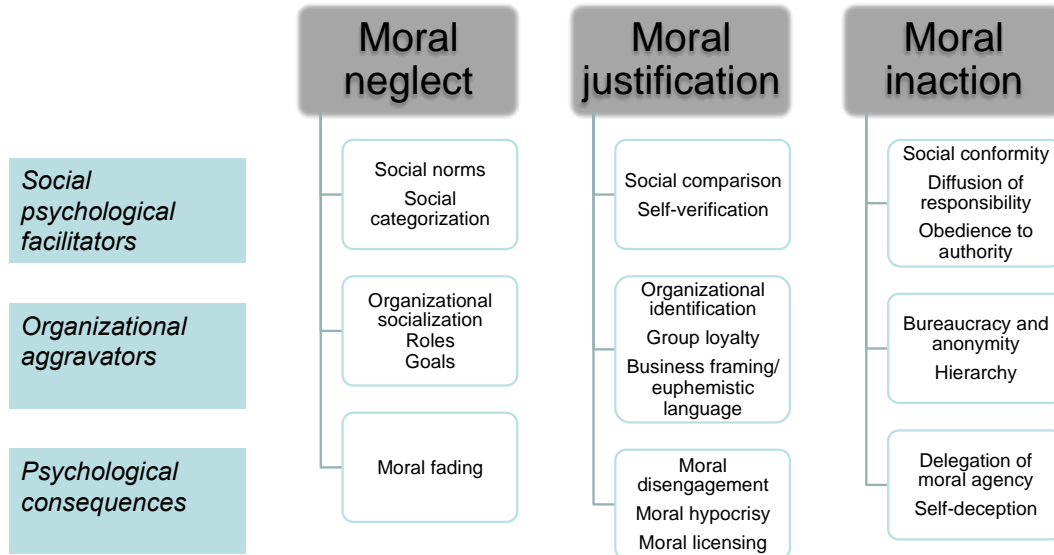 Moral
neglect
Moral
justification
Moral
inaction
Social
psychological
facilitators
Social norms
Social
categorization
Social comparison
Self-verification
Social conformity
Diffusion of
responsibility
Obedience to
authority
Organizational
aggravators
Organizational
socialization
Roles
Goals
Organizational
identification
Group loyalty
Business framing/
euphemistic
language
Bureaucracy and
anonymity
Hierarchy
Psychological
consequences
Moral fading
Moral
disengagement
Moral hypocrisy
Moral licensing
Delegation of
moral agency
Self-deception